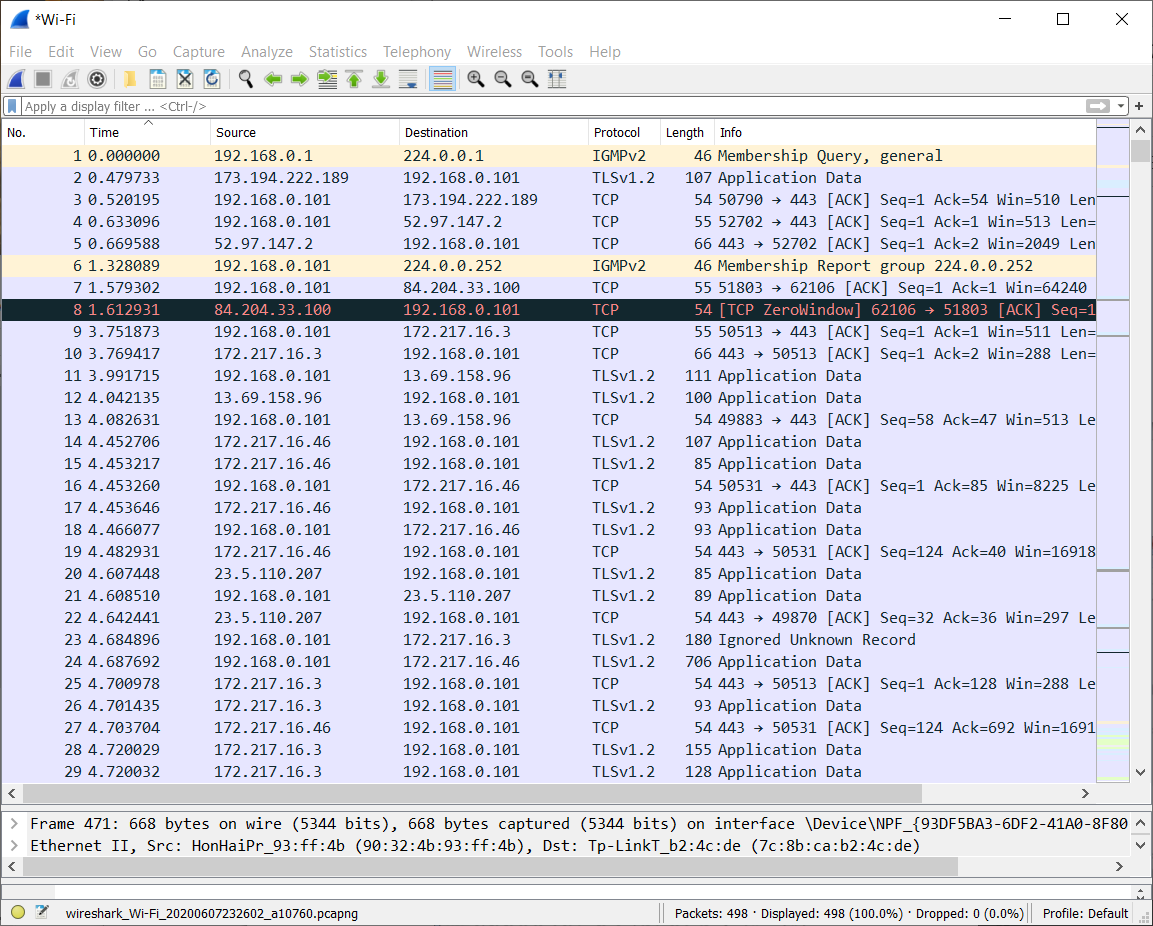 *Wi-Fi
File Edit View Go Capture Analyze Statistics Telephony Wireless Tools Help
Apply a display filter ... <Ctrl-/>
No. Time Source Destination Protocol Length Info
1 0.000000 192.168.0.1 224.0.0.1 IGMPv2 46 Membership Query, general
2 0.479733 173.194.222.189 192.168.0.101 TLSv1.2 107 Application Data
3 0.520195 192.168.0.101 173.194.222.189 TCP 54 50790 → 443 [ACK] Seq=1 Ack=54 Win=510 Len
4 0.633096 192.168.0.101 52.97.147.2 TCP 55 52702 → 443 [ACK] Seq=1 Ack=1 Win=513 Len=
5 0.669588 52.97.147.2 192.168.0.101 TCP 66 443 → 52702 [ACK] Seq=1 Ack=2 Win=2049 Len
6 1.328089 192.168.0.101 224.0.0.252 IGMPv2 46 Membership Report group 224.0.0.252
7 1.579302 192.168.0.101 84.204.33.100 TCP 55 51803 → 62106 [ACK] Seq=1 Ack=1 Win=64240
8 1.612931 84.204.33.100 192.168.0.101 TCP 54 [TCP ZeroWindow] 62106 → 51803 [ACK] Seq=1
9 3.751873 192.168.0.101 172.217.16.3 TCP 55 50513 → 443 [ACK] Seq=1 Ack=1 Win=511 Len=
10 3.769417 172.217.16.3 192.168.0.101 TCP 66 443 → 50513 [ACK] Seq=1 Ack=2 Win=288 Len=
11 3.991715 192.168.0.101 13.69.158.96 TLSv1.2 111 Application Data
12 4.042135 13.69.158.96 192.168.0.101 TLSv1.2 100 Application Data
13 4.082631 192.168.0.101 13.69.158.96 TCP 54 49883 → 443 [ACK] Seq=58 Ack=47 Win=513 Le
14 4.452706 172.217.16.46 192.168.0.101 TLSv1.2 107 Application Data
15 4.453217 172.217.16.46 192.168.0.101 TLSv1.2 85 Application Data
16 4.453260 192.168.0.101 172.217.16.46 TCP 54 50531 → 443 [ACK] Seq=1 Ack=85 Win=8225 Le
17 4.453646 172.217.16.46 192.168.0.101 TLSv1.2 93 Application Data
18 4.466077 192.168.0.101 172.217.16.46 TLSv1.2 93 Application Data
19 4.482931 172.217.16.46 192.168.0.101 TCP 54 443 → 50531 [ACK] Seq=124 Ack=40 Win=16918
20 4.607448 23.5.110.207 192.168.0.101 TLSv1.2 85 Application Data
21 4.608510 192.168.0.101 23.5.110.207 TLSv1.2 89 Application Data
22 4.642441 23.5.110.207 192.168.0.101 TCP 54 443 → 49870 [ACK] Seq=32 Ack=36 Win=297 Le
23 4.684896 192.168.0.101 172.217.16.3 TLSv1.2 180 Ignored Unknown Record
24 4.687692 192.168.0.101 172.217.16.46 TLSv1.2 706 Application Data
25 4.700978 172.217.16.3 192.168.0.101 TCP 54 443 → 50513 [ACK] Seq=1 Ack=128 Win=288 Le
26 4.701435 172.217.16.3 192.168.0.101 TLSv1.2 93 Application Data
27 4.703704 172.217.16.46 192.168.0.101 TCP 54 443 → 50531 [ACK] Seq=124 Ack=692 Win=1691
28 4.720029 172.217.16.3 192.168.0.101 TLSv1.2 155 Application Data
29 4.720032 172.217.16.3 192.168.0.101 TLSv1.2 128 Application Data
Frame 471: 668 bytes on wire (5344 bits), 668 bytes captured (5344 bits) on interface \Device\NPF_{93DF5BA3-6DF2-41A0-8F80
Ethernet II, Src: HonHaiPr_93:ff:4b (90:32:4b:93:ff:4b), Dst: Tp-LinkT_b2:4c:de (7c:8b:ca:b2:4c:de)
wireshark_Wi-Fi_20200607232602_a10760.pcapng Packets: 498 · Displayed: 498 (100.0%) · Dropped: 0 (0.0%) Profile: Default